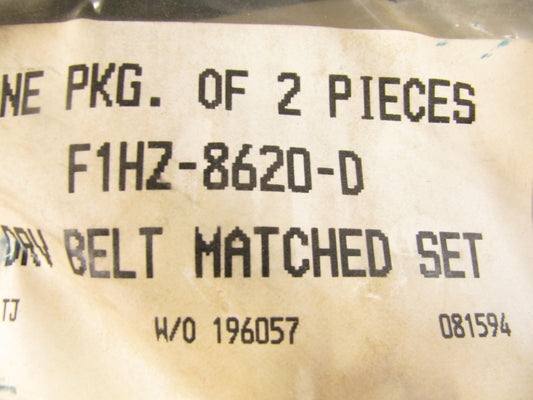 NE PKG. OF 2 PIECES
F1HZ-8620-D
DRV BELT MATCHED SET
TJ W/O 196057 081594